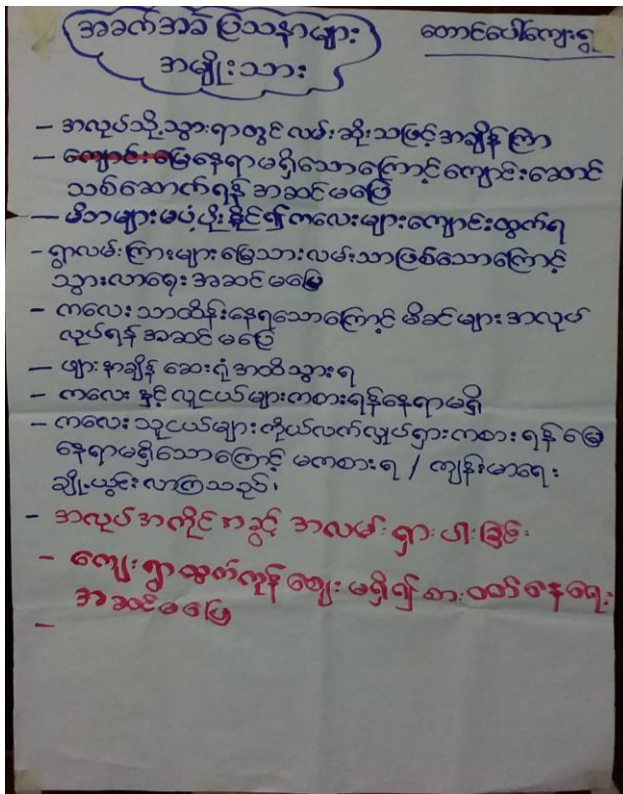 အခက်အခဲ ပြသနာများ
အမျိုးသား
တောင်ပေါ်ကျေးရွာ
- အလုပ်သို့သွားရာတွင် လမ်းဆိုးသဖြင့်အချိန်ကြာ
- ကျောင်းမြေနေရာမရှိသောကြောင့်ကျောင်းဆောင်
သစ်ဆောက်ရန် အဆင်မပြေ
- မိဘများမပံ့ပိုးနိုင်၍ကလေးများကျောင်းထွက်ရ
- ရွာလမ်းကြားများမြေသားလမ်းသာဖြစ်သောကြောင့်
သွားလာရေး အဆင်မပြေ
- ကလေးသာထိန်းနေရသောကြောင့် မိခင်များအလုပ်
လုပ်ရန် အဆင်မပြေ
- ဖျားနာချိန် ဆေးရုံအထိသွားရ
- ကလေး နှင့် လူငယ်များကစားရန်နေရာမရှိ
- ကလေး သူငယ်များကိုယ်လက်လှုပ်ရှားကစားရန် မြေ
နေရာမရှိသောကြောင့် မကစားရ / ကျန်းမာရေး
ချို့ယွင်းလာကြသည်။
- အလုပ်အကိုင်အခွင့် အလမ်းရှားပါးခြင်း
- ကျေးရွာထွက်ကုန်ဈေးမရှိ၍ စားဝတ်နေရေး
အဆင်မပြေ
-